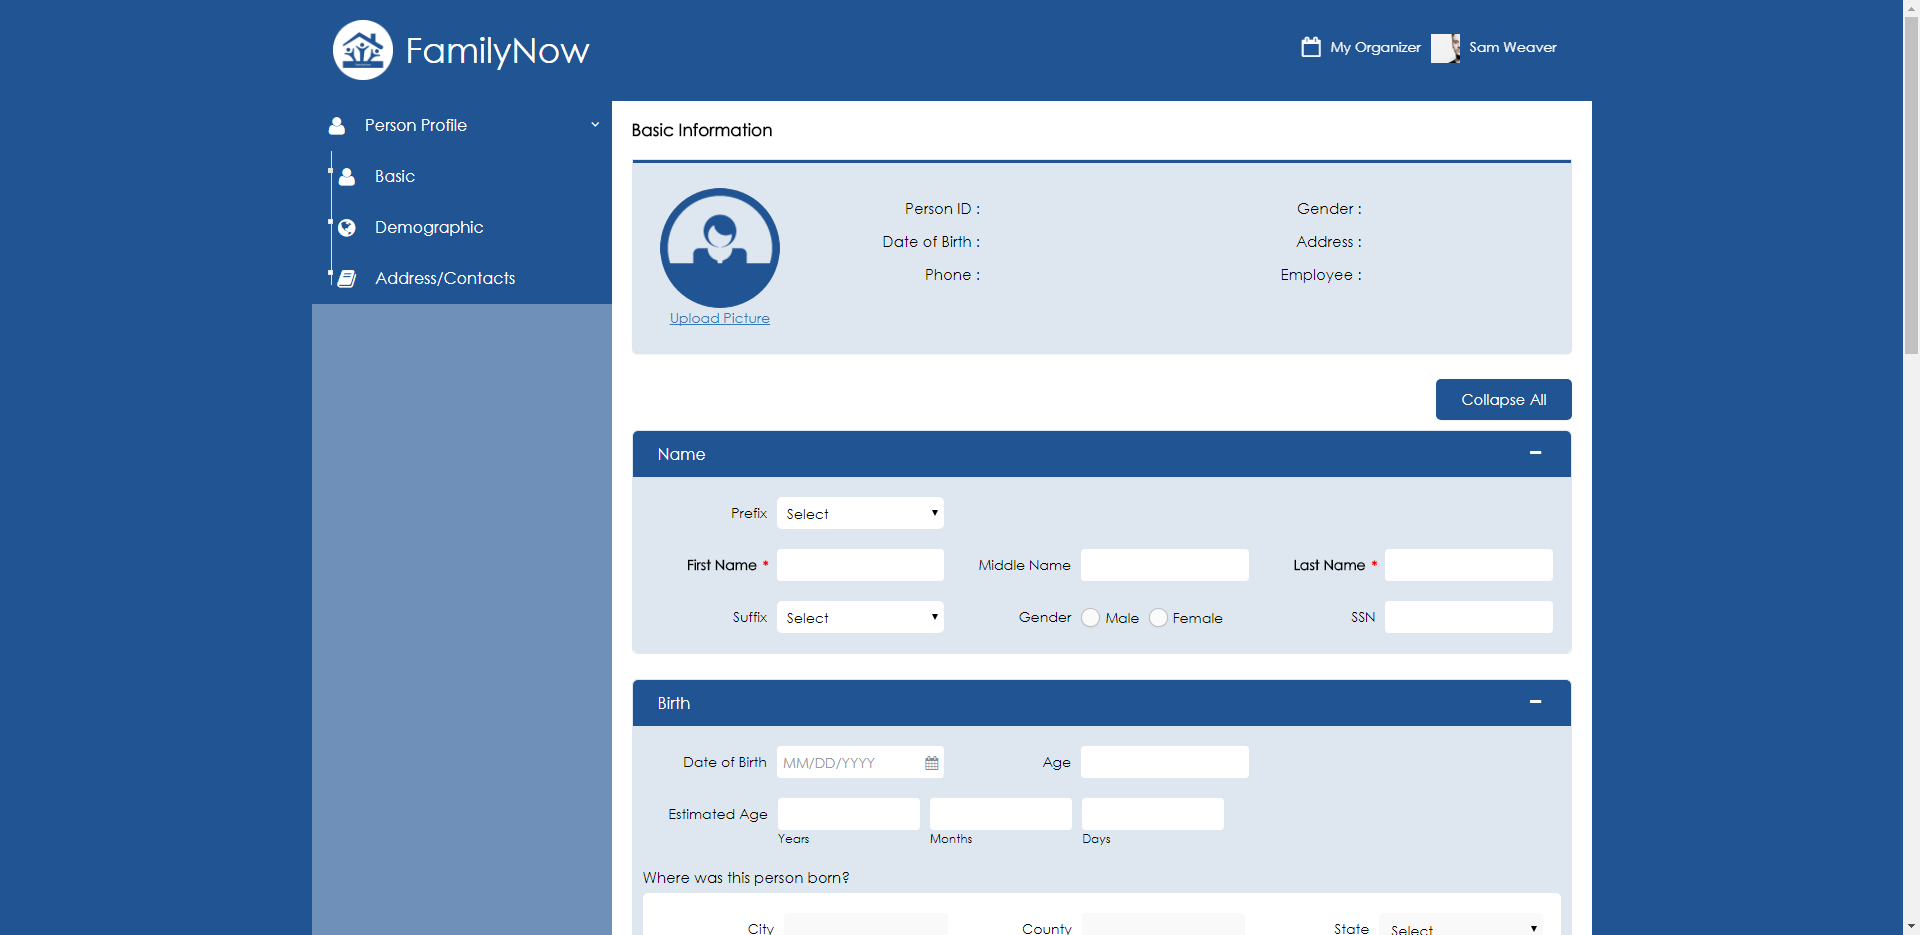 FamilyNow
My Organizer
Sam Weaver
Person Profile
Basic
Demographic
Address/Contacts
Basic Information
Person ID :
Gender :
Date of Birth :
Address :
Phone :
Employee :
Upload Picture
Collapse All
Name
Prefix Select
First Name * Middle Name Last Name *
Suffix Select Gender Male Female SSN
Birth
Date of Birth MM/DD/YYYY Age
Estimated Age
Years Months Days
Where was this person born?
City County State Select